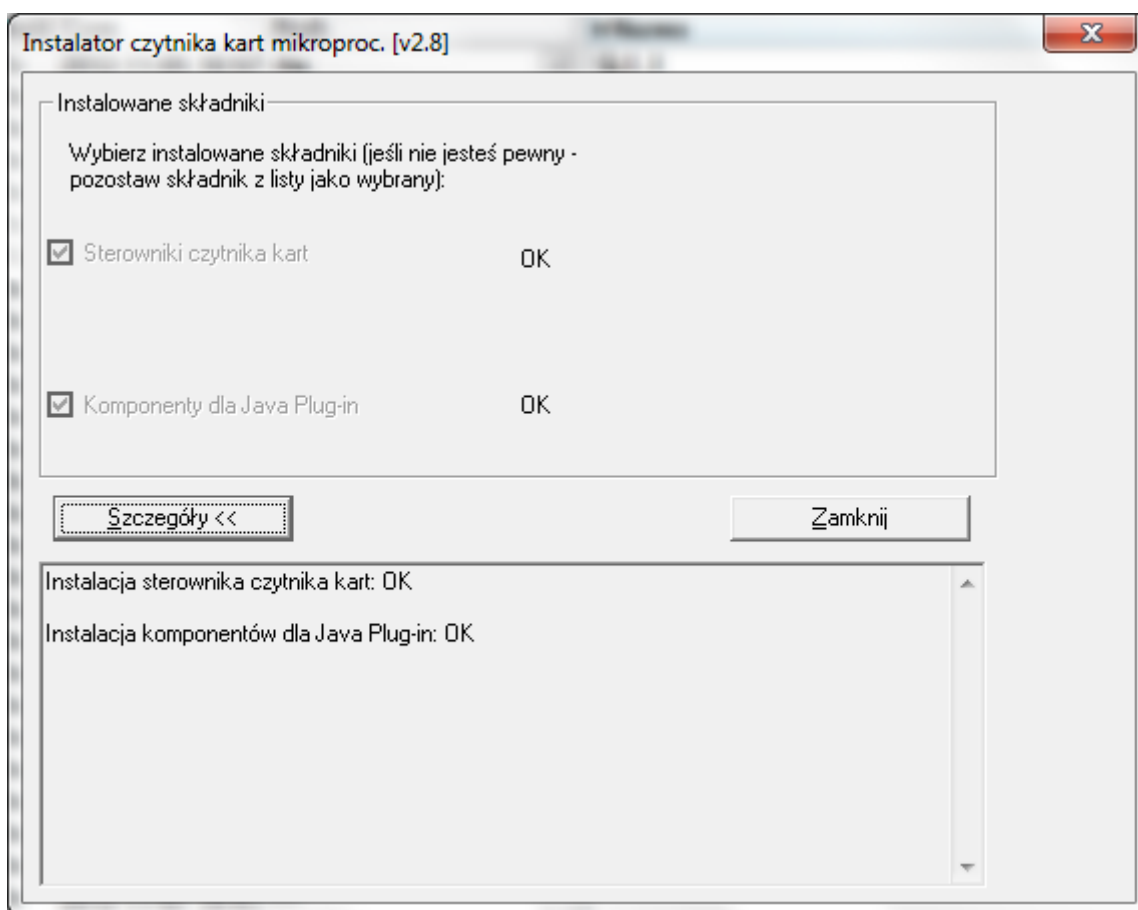 Instalator czytnika kart mikroproc. [v2.8]
Instalowane składniki
Wybierz instalowane składniki (jeśli nie jesteś pewny -
pozostaw składnik z listy jako wybrany):
Sterowniki czytnika kart OK
Komponenty dla Java Plug-in OK
Szczegóły << Zamknij
Instalacja sterownika czytnika kart: OK
Instalacja komponentów dla Java Plug-in: OK